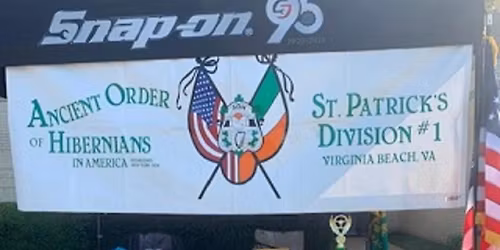 Snap-on. 95
ANCIENT ORDER
OF HIBERNIANS
IN AMERICA
ST. PATRICK'S
DIVISION #1
VIRGINIA BEACH, VA